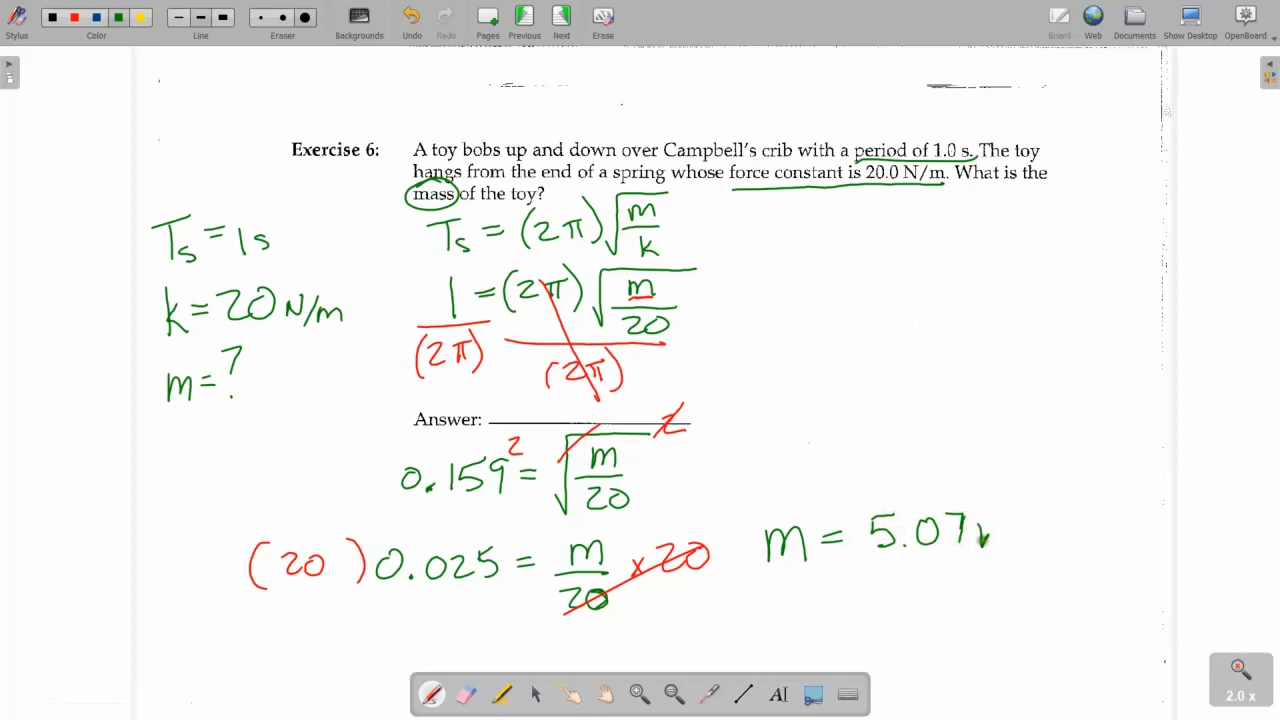 Stylus Color Line Eraser Backgrounds Undo Redo Pages Previous Next Erase Board Web Documents Show Desktop OpenBoard
Exercise 6: A toy bobs up and down over Campbell's crib with a period of 1.0 s. The toy
hangs from the end of a spring whose force constant is 20.0 N/m. What is the
mass of the toy?
Ts = 1s
k = 20 N/m
m = ?
Ts = (2π)√(m/k)
1 = (2π)√(m/20)
(2π) (2π)
Answer:
0.159² = √(m/20) 2
(20) 0.025 = m/20 × 20
m = 5.07
2.0 x